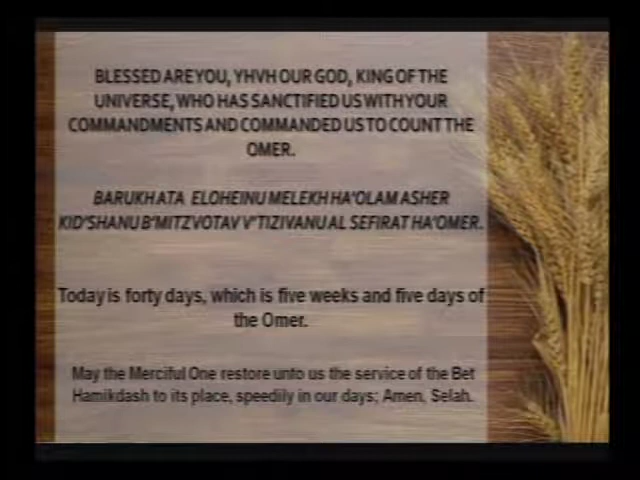 BLESSED ARE YOU, YHVH OUR GOD, KING OF THE
UNIVERSE, WHO HAS SANCTIFIED US WITH YOUR
COMMANDMENTS AND COMMANDED US TO COUNT THE
OMER.
BARUKH ATA ELOHEINU MELEKH HA'OLAM ASHER
KID'SHANU B'MITZVOTAV V'TIZIVANU AL SEFIRAT HA'OMER.
Today is forty days, which is five weeks and five days of
the Omer.
May the Merciful One restore unto us the service of the Bet
Hamikdash to its place, speedily in our days; Amen, Selah.